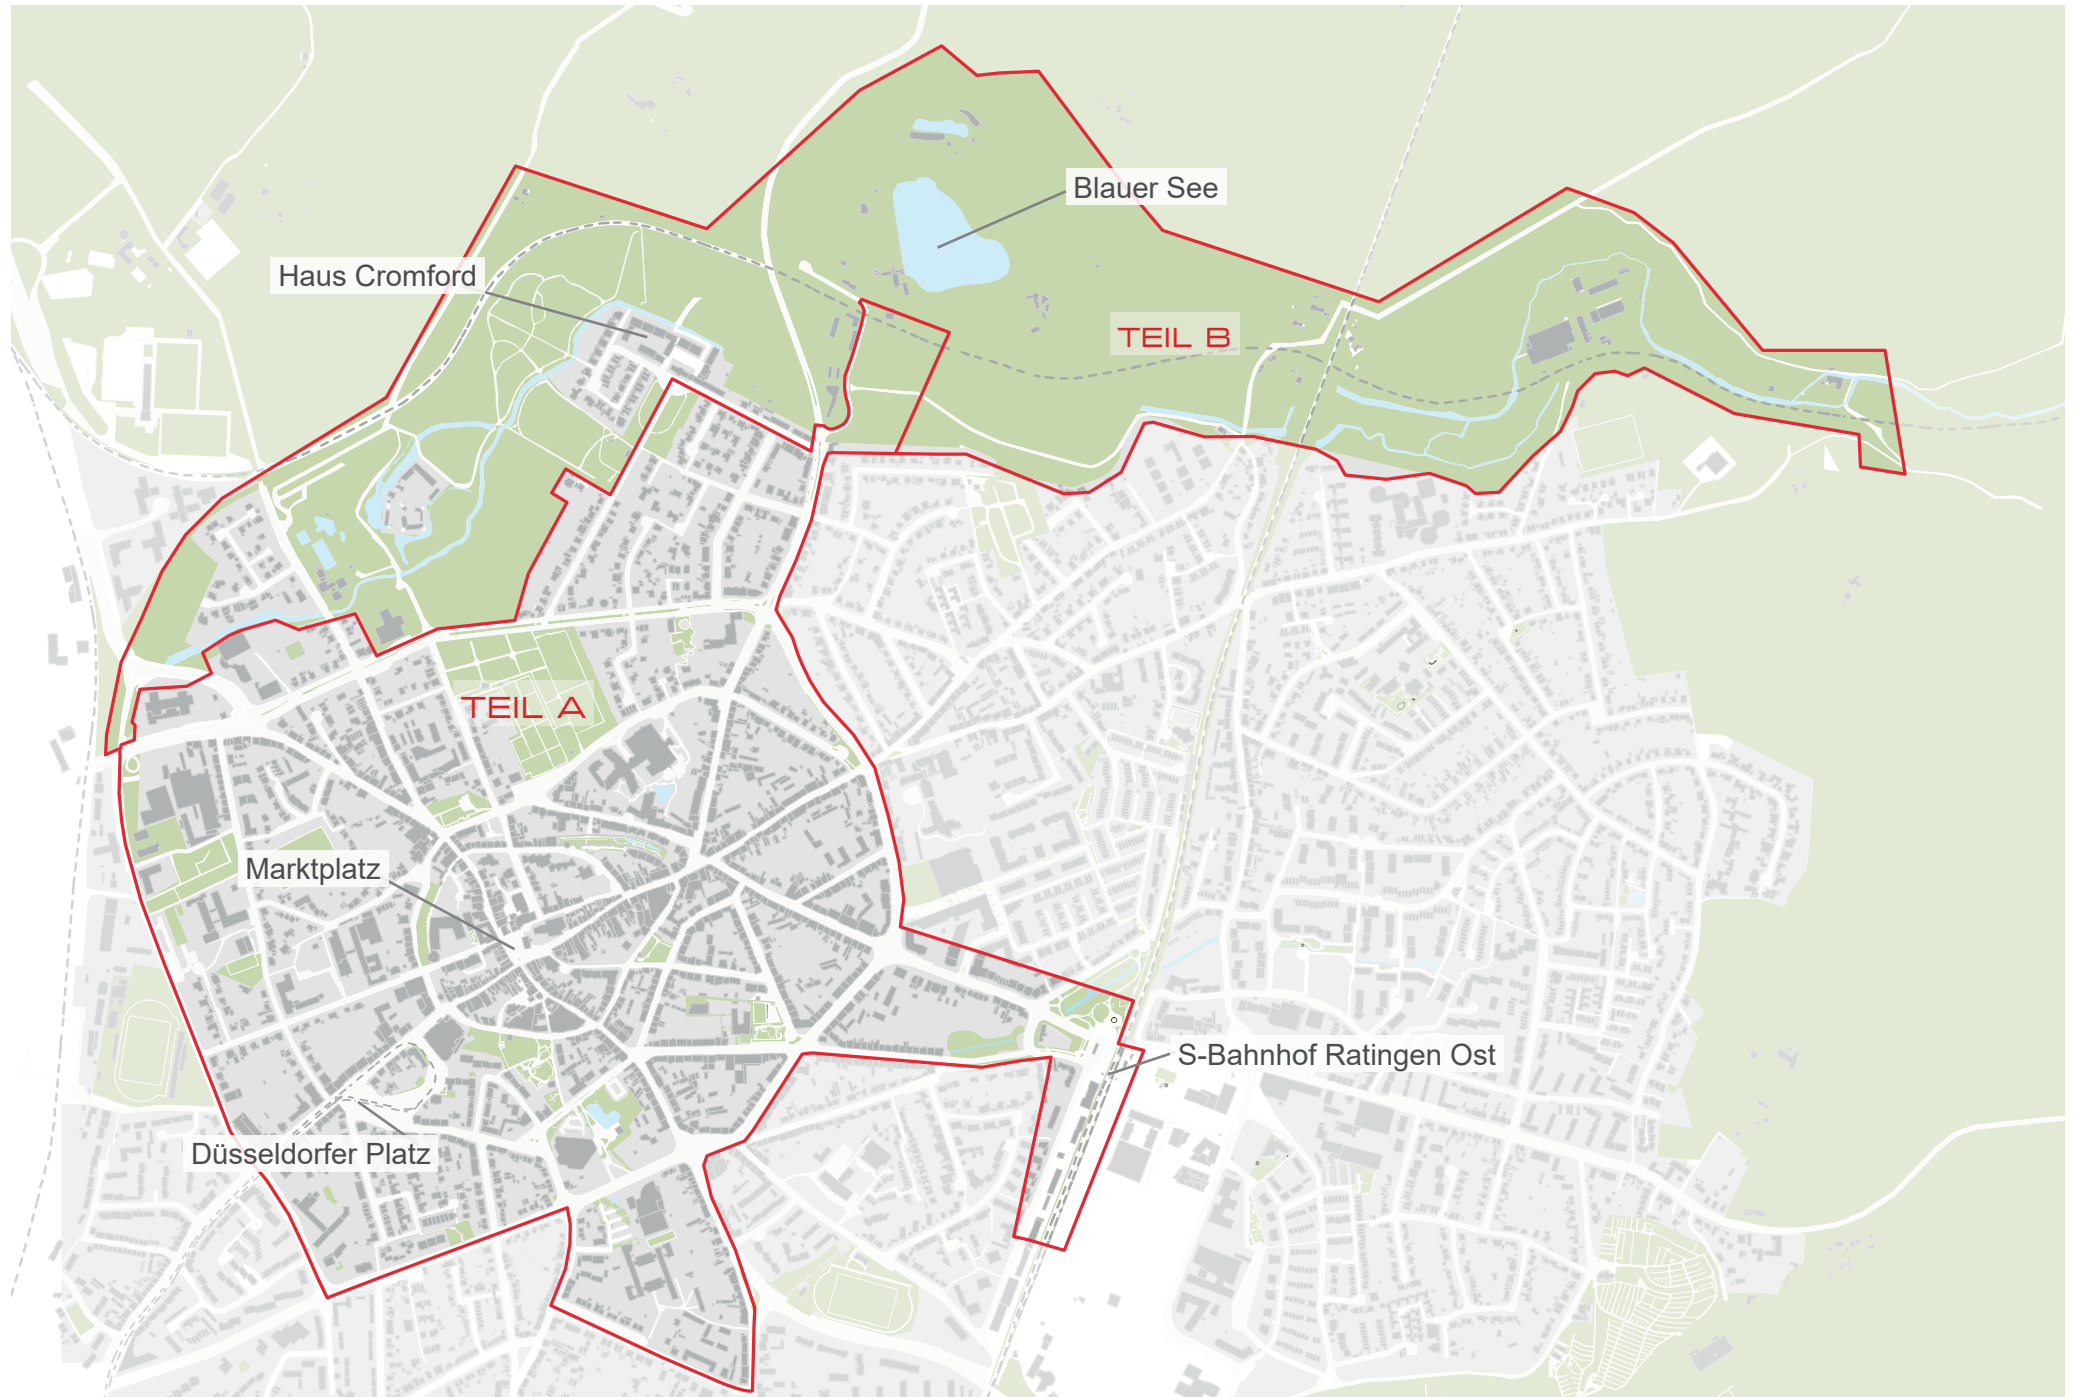 Blauer See
Haus Cromford
TEIL B
TEIL A
Marktplatz
S-Bahnhof Ratingen Ost
Düsseldorfer Platz